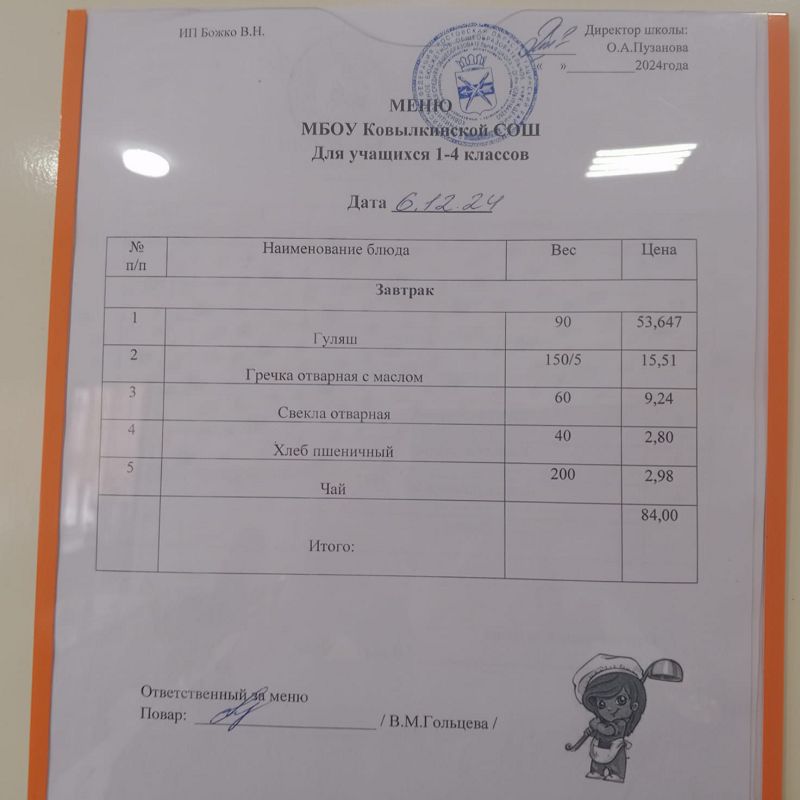 ИП Божко В.Н.
Директор школы:
О.А.Пузанова
« »__________2024года
МЕНЮ
МБОУ Ковылкинской СОШ
Для учащихся 1-4 классов
Дата 6.12.24
№ п/п Наименование блюда Вес Цена
Завтрак
1 Гуляш 90 53,647
2 Гречка отварная с маслом 150/5 15,51
3 Свекла отварная 60 9,24
4 Хлеб пшеничный 40 2,80
5 Чай 200 2,98
Итого: 84,00
Ответственный за меню
Повар: ____________________ / В.М.Гольцева /